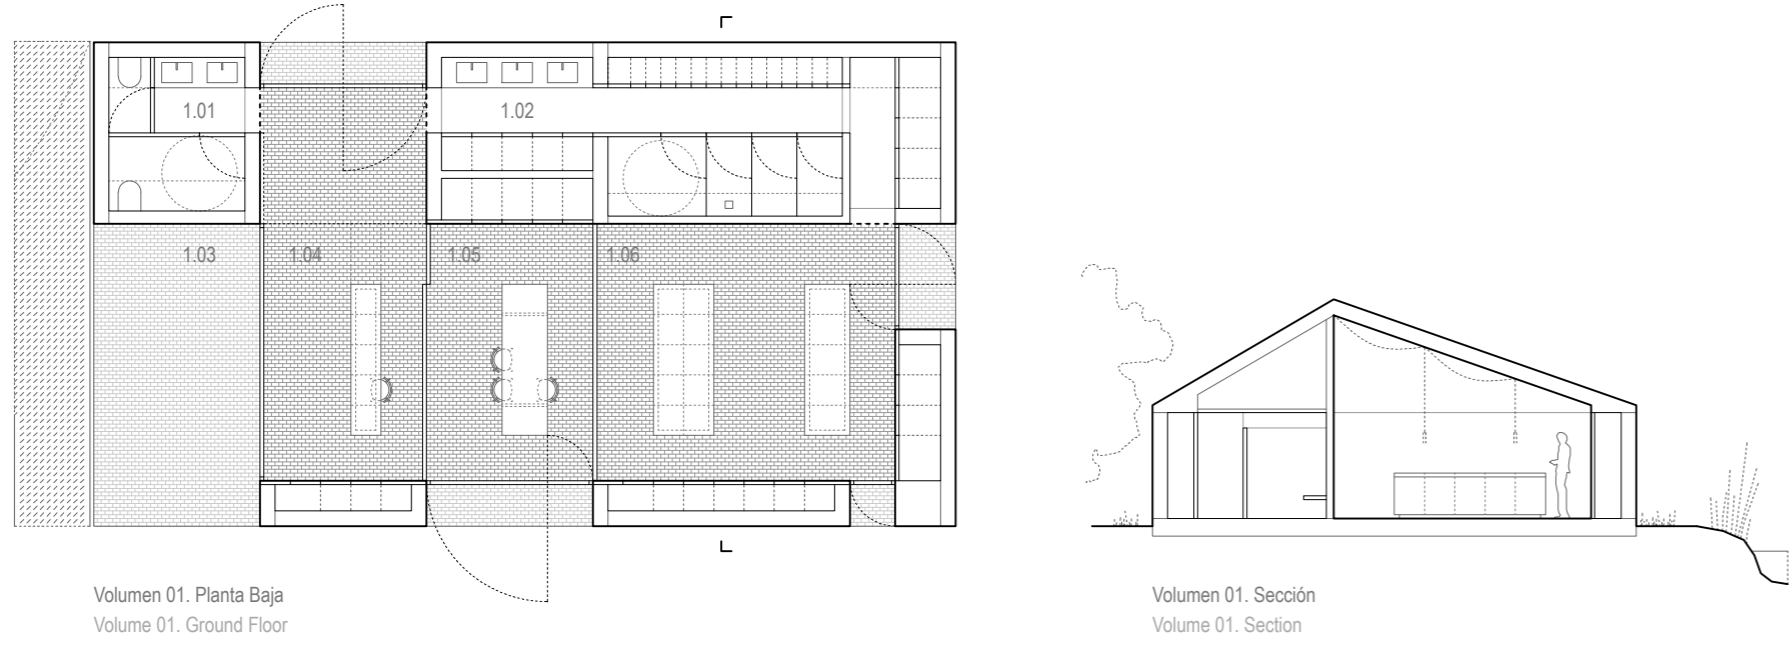 1.01
1.02
1.03
1.04
1.05
1.06
Volumen 01. Planta Baja
Volume 01. Ground Floor
Volumen 01. Sección
Volume 01. Section